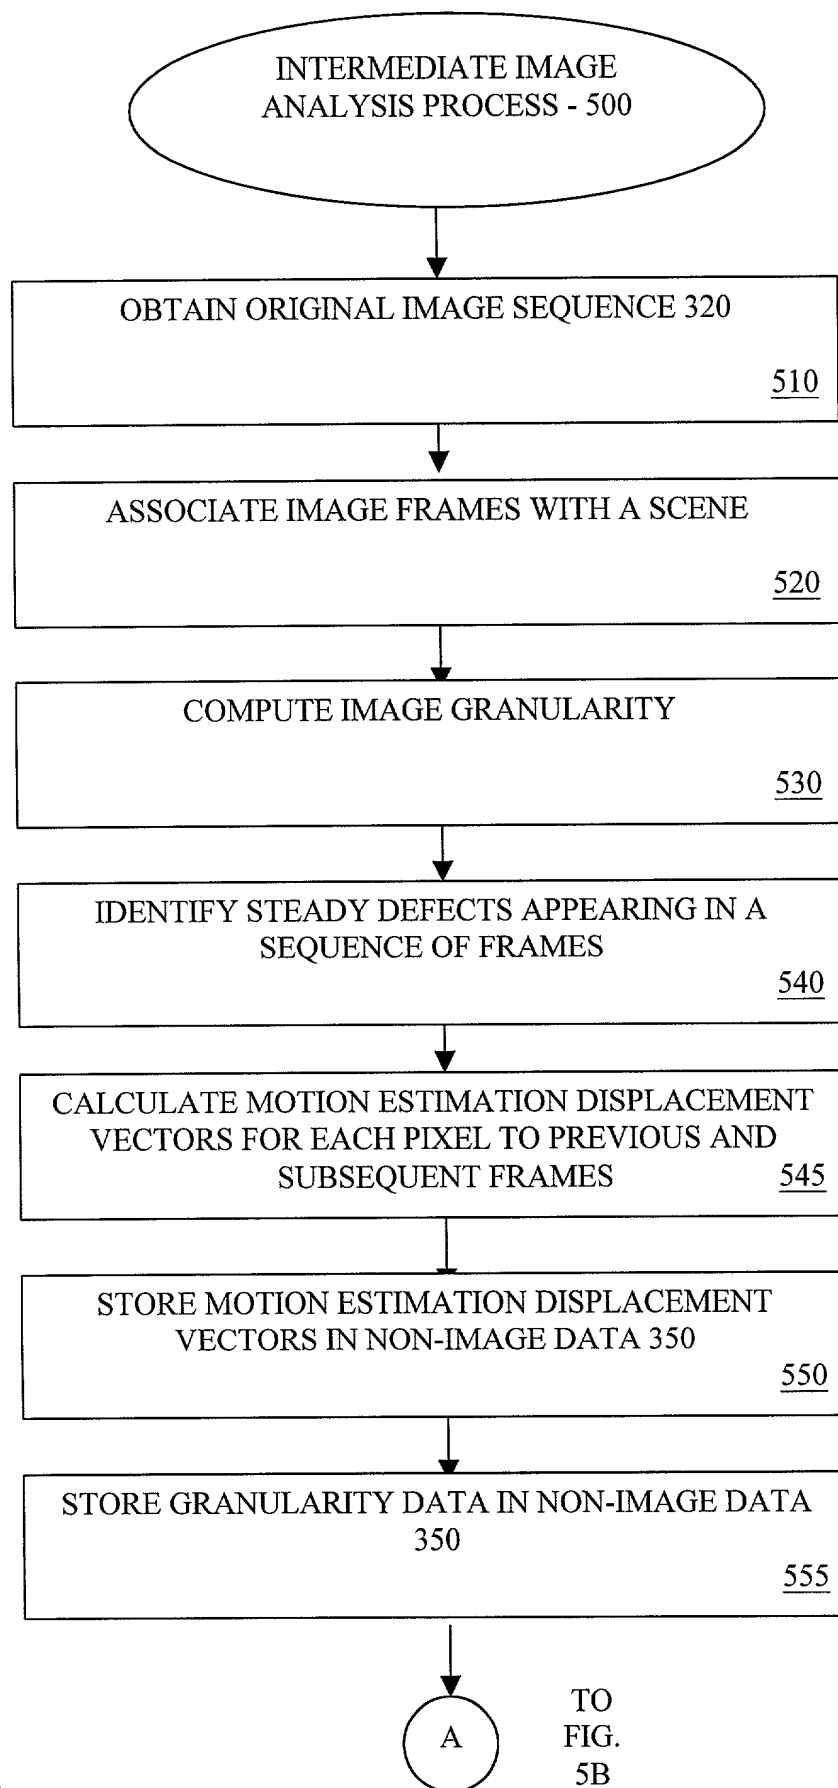 INTERMEDIATE IMAGE
ANALYSIS PROCESS - 500
OBTAIN ORIGINAL IMAGE SEQUENCE 320
510
ASSOCIATE IMAGE FRAMES WITH A SCENE
520
COMPUTE IMAGE GRANULARITY
530
IDENTIFY STEADY DEFECTS APPEARING IN A
SEQUENCE OF FRAMES
540
CALCULATE MOTION ESTIMATION DISPLACEMENT
VECTORS FOR EACH PIXEL TO PREVIOUS AND
SUBSEQUENT FRAMES
545
STORE MOTION ESTIMATION DISPLACEMENT
VECTORS IN NON-IMAGE DATA 350
550
STORE GRANULARITY DATA IN NON-IMAGE DATA
350
555
A
TO
FIG.
5B